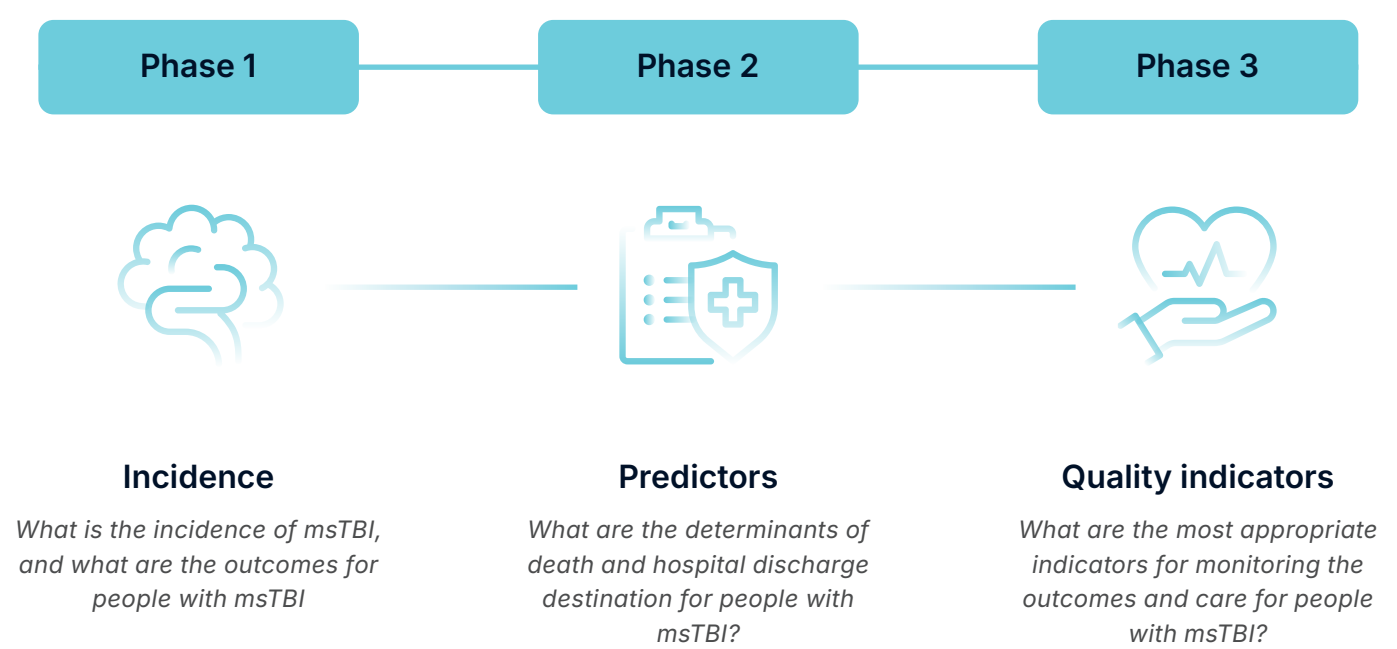 Phase 1
Phase 2
Phase 3
Incidence
What is the incidence of msTBI,
and what are the outcomes for
people with msTBI
Predictors
What are the determinants of
death and hospital discharge
destination for people with
msTBI?
Quality indicators
What are the most appropriate
indicators for monitoring the
outcomes and care for people
with msTBI?